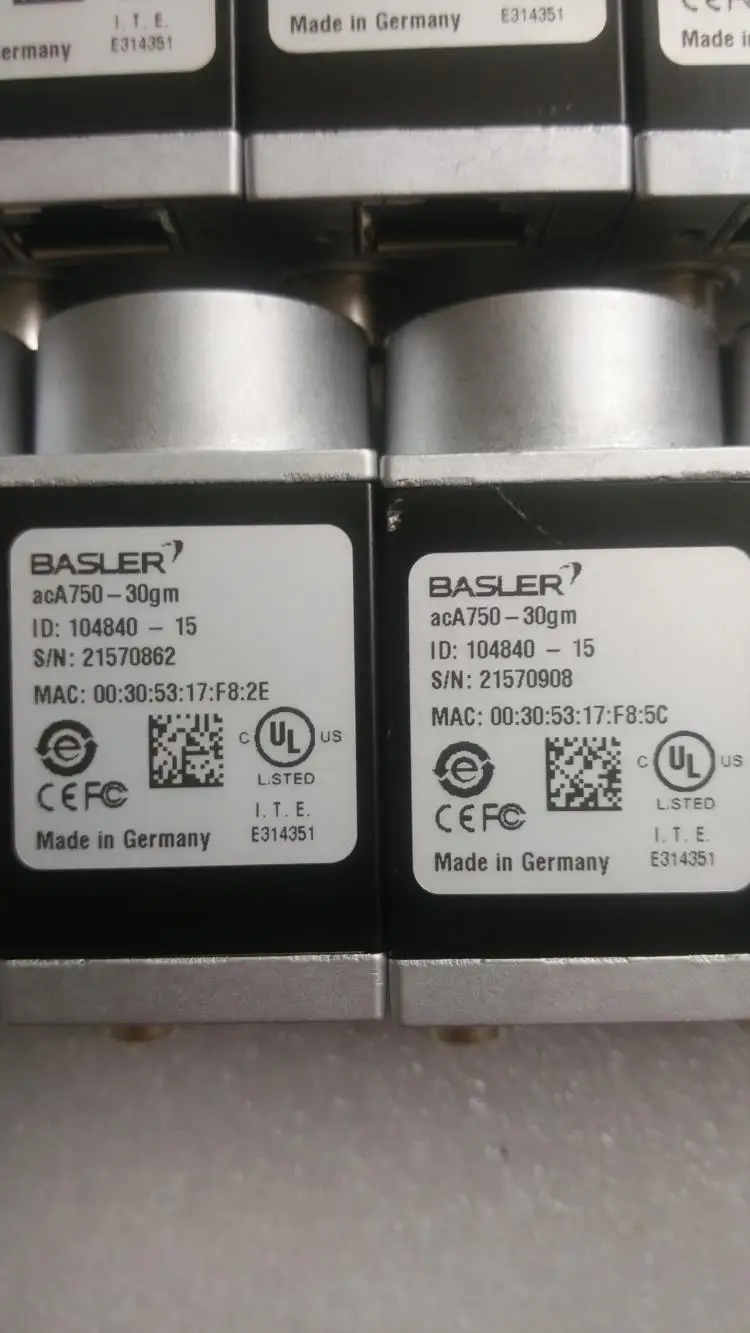 ermany
I. T. E.
E314351
Made in Germany
E314351
Made
BASLER
acA750-30gm
ID: 104840 - 15
S/N: 21570862
MAC: 00:30:53:17:F8:2E
C UL US
LISTED
CE FC
I. T. E.
Made in Germany
E314351
BASLER
acA750-30gm
ID: 104840 - 15
S/N: 21570908
MAC: 00:30:53:17:F8:5C
C UL US
LISTED
CE FC
I. T. E.
Made in Germany
E314351